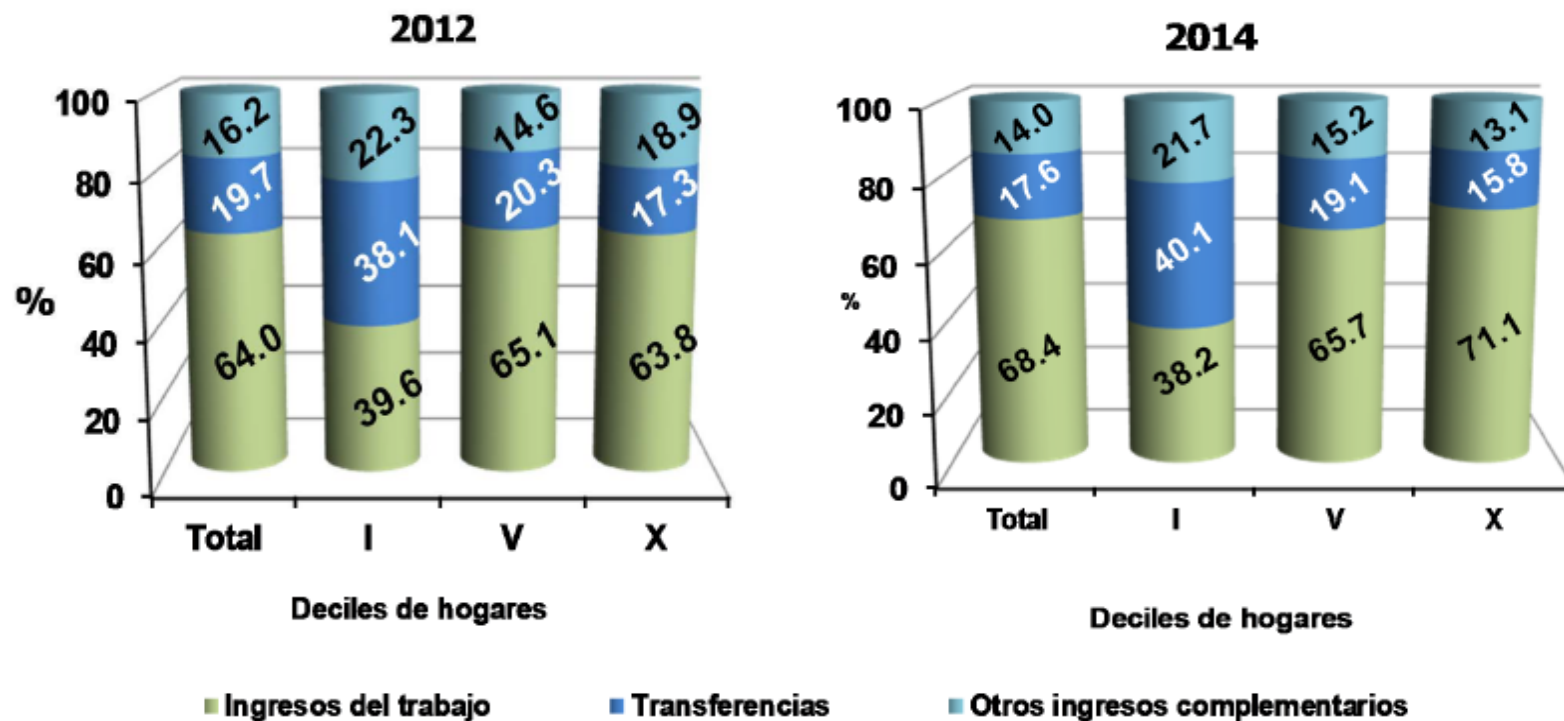 2012
100
80
60
40
20
0
%
16.2 22.3 14.6 18.9
19.7 38.1 20.3 17.3
64.0 39.6 65.1 63.8
Total I V X
Deciles de hogares
2014
100
80
60
40
20
0
%
14.0 21.7 15.2 13.1
17.6 40.1 19.1 15.8
68.4 38.2 65.7 71.1
Total I V X
Deciles de hogares
Ingresos del trabajo Transferencias Otros ingresos complementarios